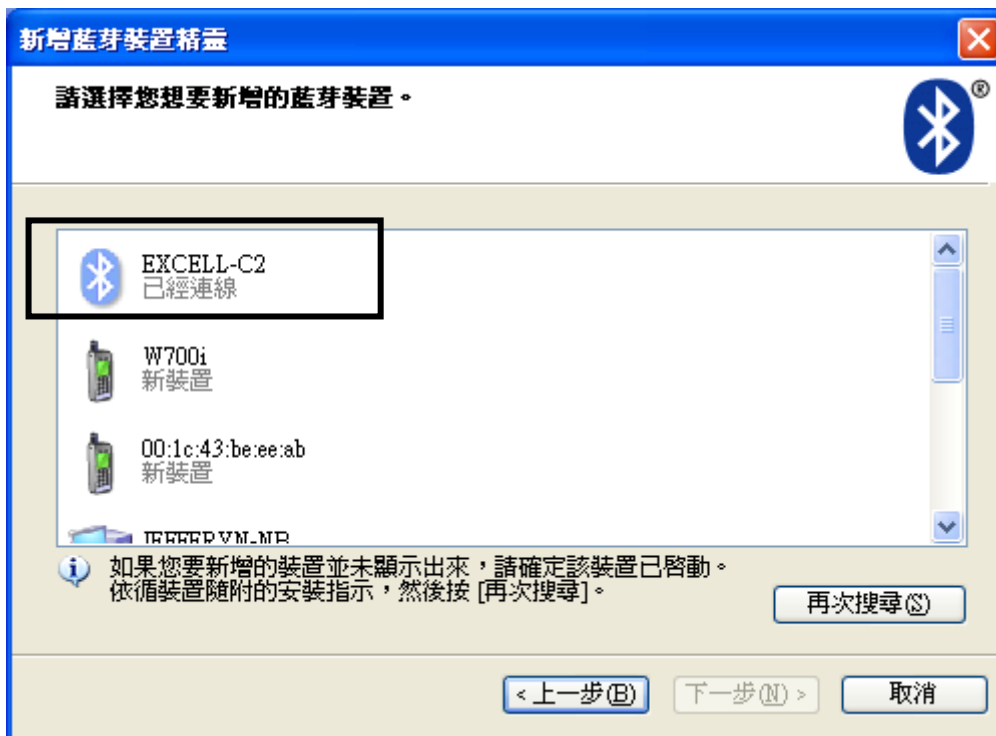 新增藍芽裝置精靈
請選擇您想要新增的藍芽裝置。
®
EXCELL-C2
已經連線
W700i
新裝置
00:1c:43:be:ee:ab
新裝置
如果您要新增的裝置並未顯示出來，請確定該裝置已啓動。
依循裝置隨附的安裝指示，然後按 [再次搜尋]。
再次搜尋(S)
< 上一步(B)
下一步(N) >
取消